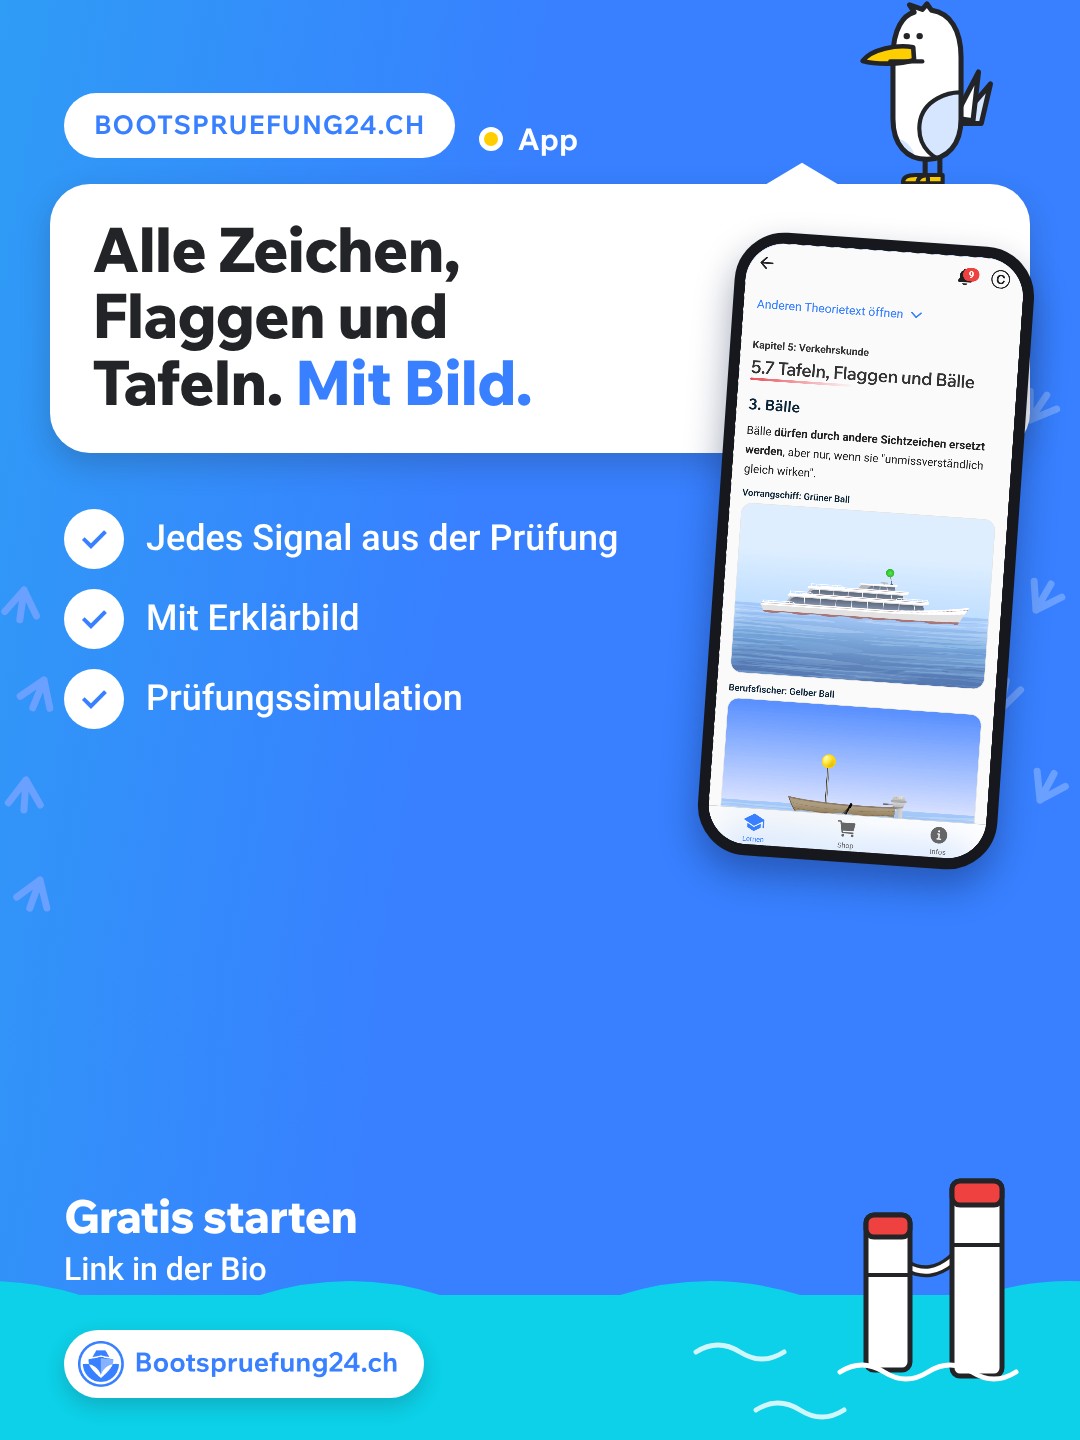 BOOTSPRUEFUNG24.CH
App
Alle Zeichen,
Flaggen und
Tafeln. Mit Bild.
9
C
Anderen Theorietext öffnen
Kapitel 5: Verkehrskunde
5.7 Tafeln, Flaggen und Bälle
3. Bälle
Bälle dürfen durch andere Sichtzeichen ersetzt
werden, aber nur, wenn sie "unmissverständlich
gleich wirken".
Vorrangschiff: Grüner Ball
Berufsfischer: Gelber Ball
Lernen
Shop
Infos
Jedes Signal aus der Prüfung
Mit Erklärbild
Prüfungssimulation
Gratis starten
Link in der Bio
Bootspruefung24.ch